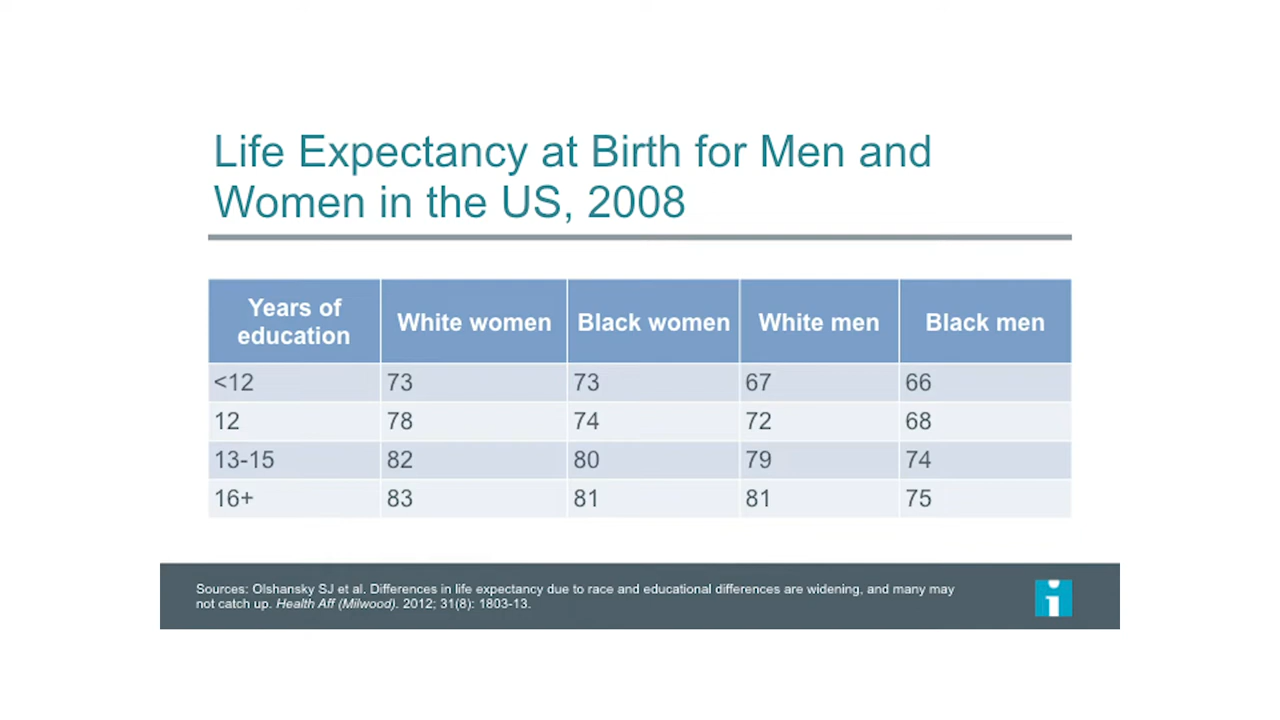 Life Expectancy at Birth for Men and
Women in the US, 2008
Years of
education
White women
Black women
White men
Black men
<12 73 73 67 66
12 78 74 72 68
13-15 82 80 79 74
16+ 83 81 81 75
Sources: Olshansky SJ et al. Differences in life expectancy due to race and educational differences are widening, and many may
not catch up. Health Aff (Milwood). 2012; 31(8): 1803-13.
i